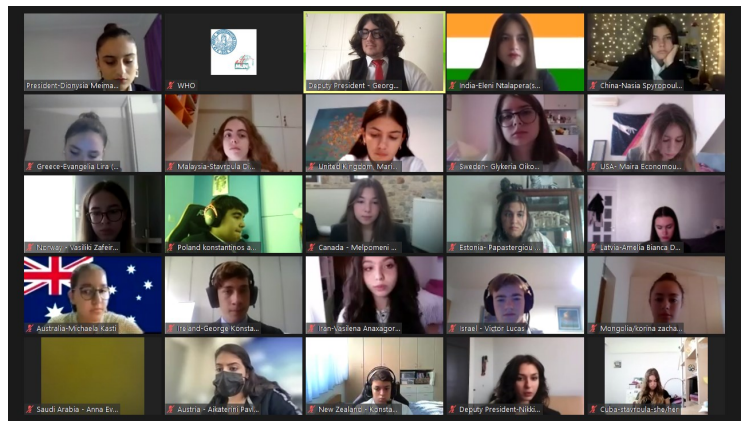 President-Dionysia Meima...
WHO
Deputy President - Georg...
India-Eleni Ntalapera(s...
China-Nasia Spyropoul...
Greece-Evangelia Lira (...
Malaysia-Stavroula Di...
United Kingdom, Mari...
Sweden- Glykeria Oiko...
USA- Maira Economou...
Norway - Vasiliki Zafeir...
Poland konstantinos a...
Canada - Melpomeni ...
Estonia- Papastergiou ...
Latvia-Amelia Bianca D...
Australia-Michaela Kasti
Ireland-George Konsta...
Iran-Vasilena Anaxagor...
Israel - Victor Lucas
Mongolia/korina zacha...
Saudi Arabia - Anna Ev...
Austria - Aikaterini Pavl...
New Zealand - Konsta...
Deputy President-Nikki...
Cuba-stavroula-she/her